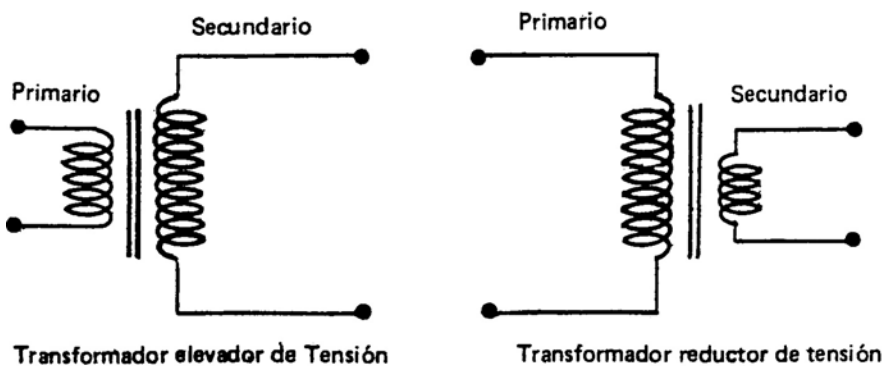 Secundario
Primario
Primario
Secundario
Transformador elevador de Tensión
Transformador reductor de tensión